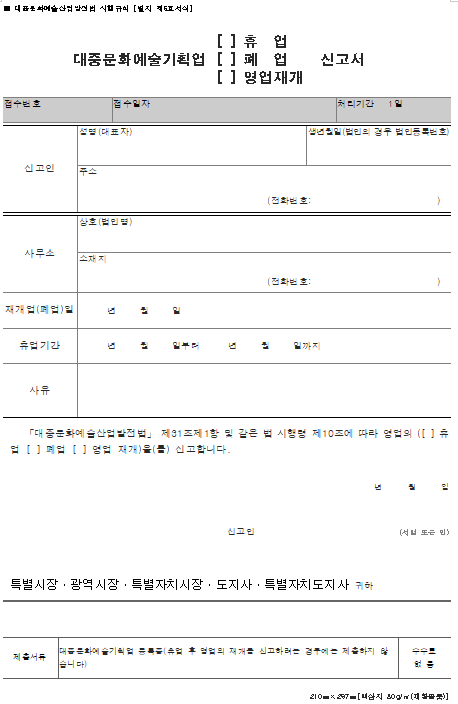 ■ 대중문화예술산업발전법 시행규칙 [별지 제6호서식]
[ ] 휴 업
대중문화예술기획업 [ ] 폐 업 신고서
[ ] 영업재개
접수번호 접수일자 처리기간 1일
신고인 성명(대표자) 생년월일(법인의 경우 법인등록번호)
주소
(전화번호: )
사무소 상호(법인명)
소재지
(전화번호: )
재개업(폐업)일 년 월 일
휴업기간 년 월 일부터 년 월 일까지
사유
「대중문화예술산업발전법」 제31조제1항 및 같은 법 시행령 제10조에 따라 영업의 ([ ] 휴
업 [ ] 폐업 [ ] 영업 재개)을(를) 신고합니다.
년 월 일
신고인 (서명 또는 인)
특별시장ㆍ광역시장ㆍ특별자치시장ㆍ도지사ㆍ특별자치도지사 귀하
제출서류 대중문화예술기획업 등록증(휴업 후 영업의 재개를 신고하려는 경우에는 제출하지 않
습니다) 수수료
없 음
210㎜×297㎜[백상지 80g/㎡(재활용품)]